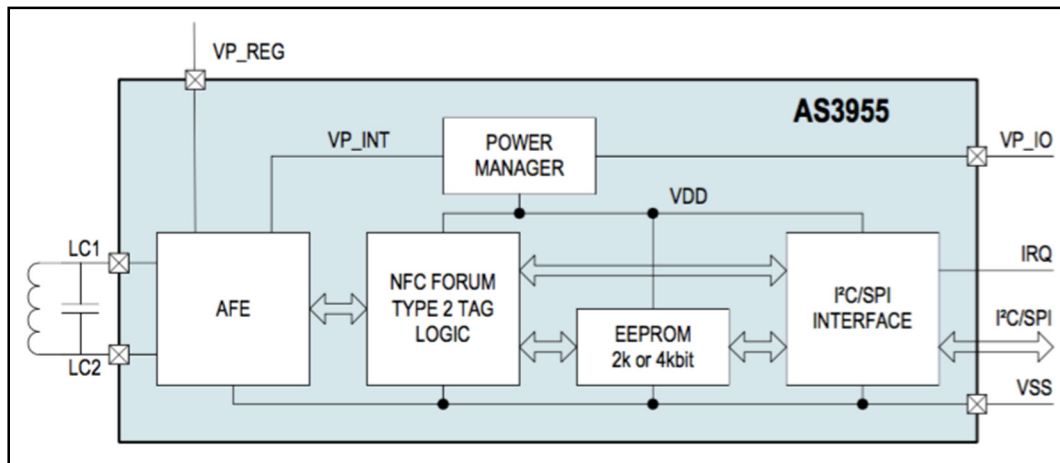 VP_REG
AS3955
VP_INT
POWER
MANAGER
VP_IO
VDD
LC1
AFE
NFC FORUM
TYPE 2 TAG
LOGIC
I²C/SPI
INTERFACE
IRQ
I²C/SPI
EEPROM
2k or 4kbit
LC2
VSS